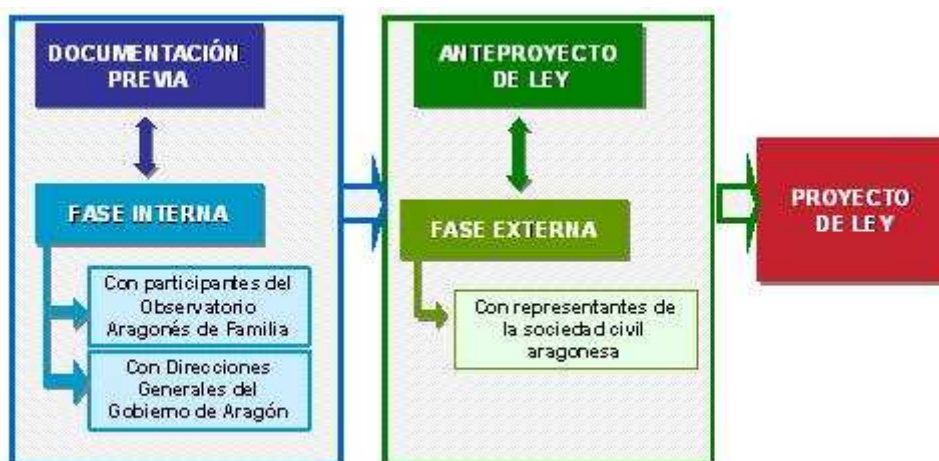 DOCUMENTACIÓN
PREVIA
FASE INTERNA
Con participantes del
Observatorio
Aragonés de Familia
Con Direcciones
Generales del
Gobierno de Aragón
ANTEPROYECTO
DE LEY
FASE EXTERNA
Con representantes de
la sociedad civil
aragonesa
PROYECTO
DE LEY